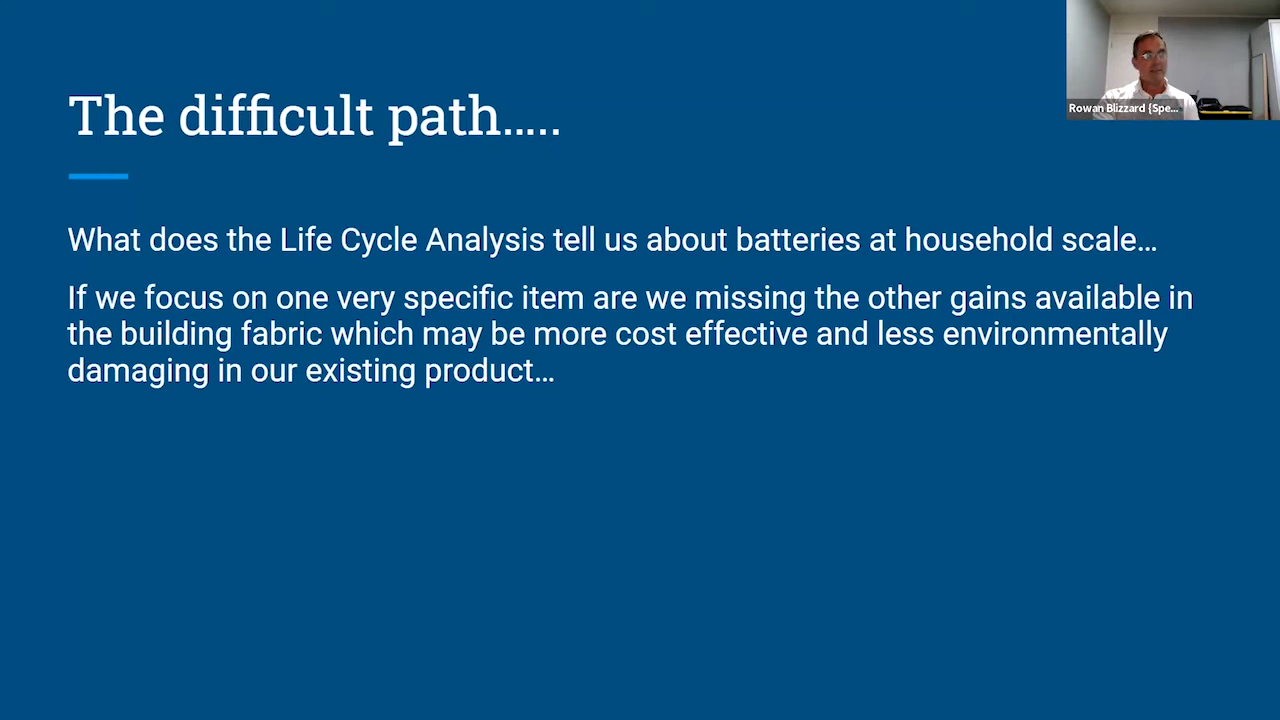 The difficult path.....
Rowan Blizzard (Spe...
What does the Life Cycle Analysis tell us about batteries at household scale...
If we focus on one very specific item are we missing the other gains available in
the building fabric which may be more cost effective and less environmentally
damaging in our existing product...